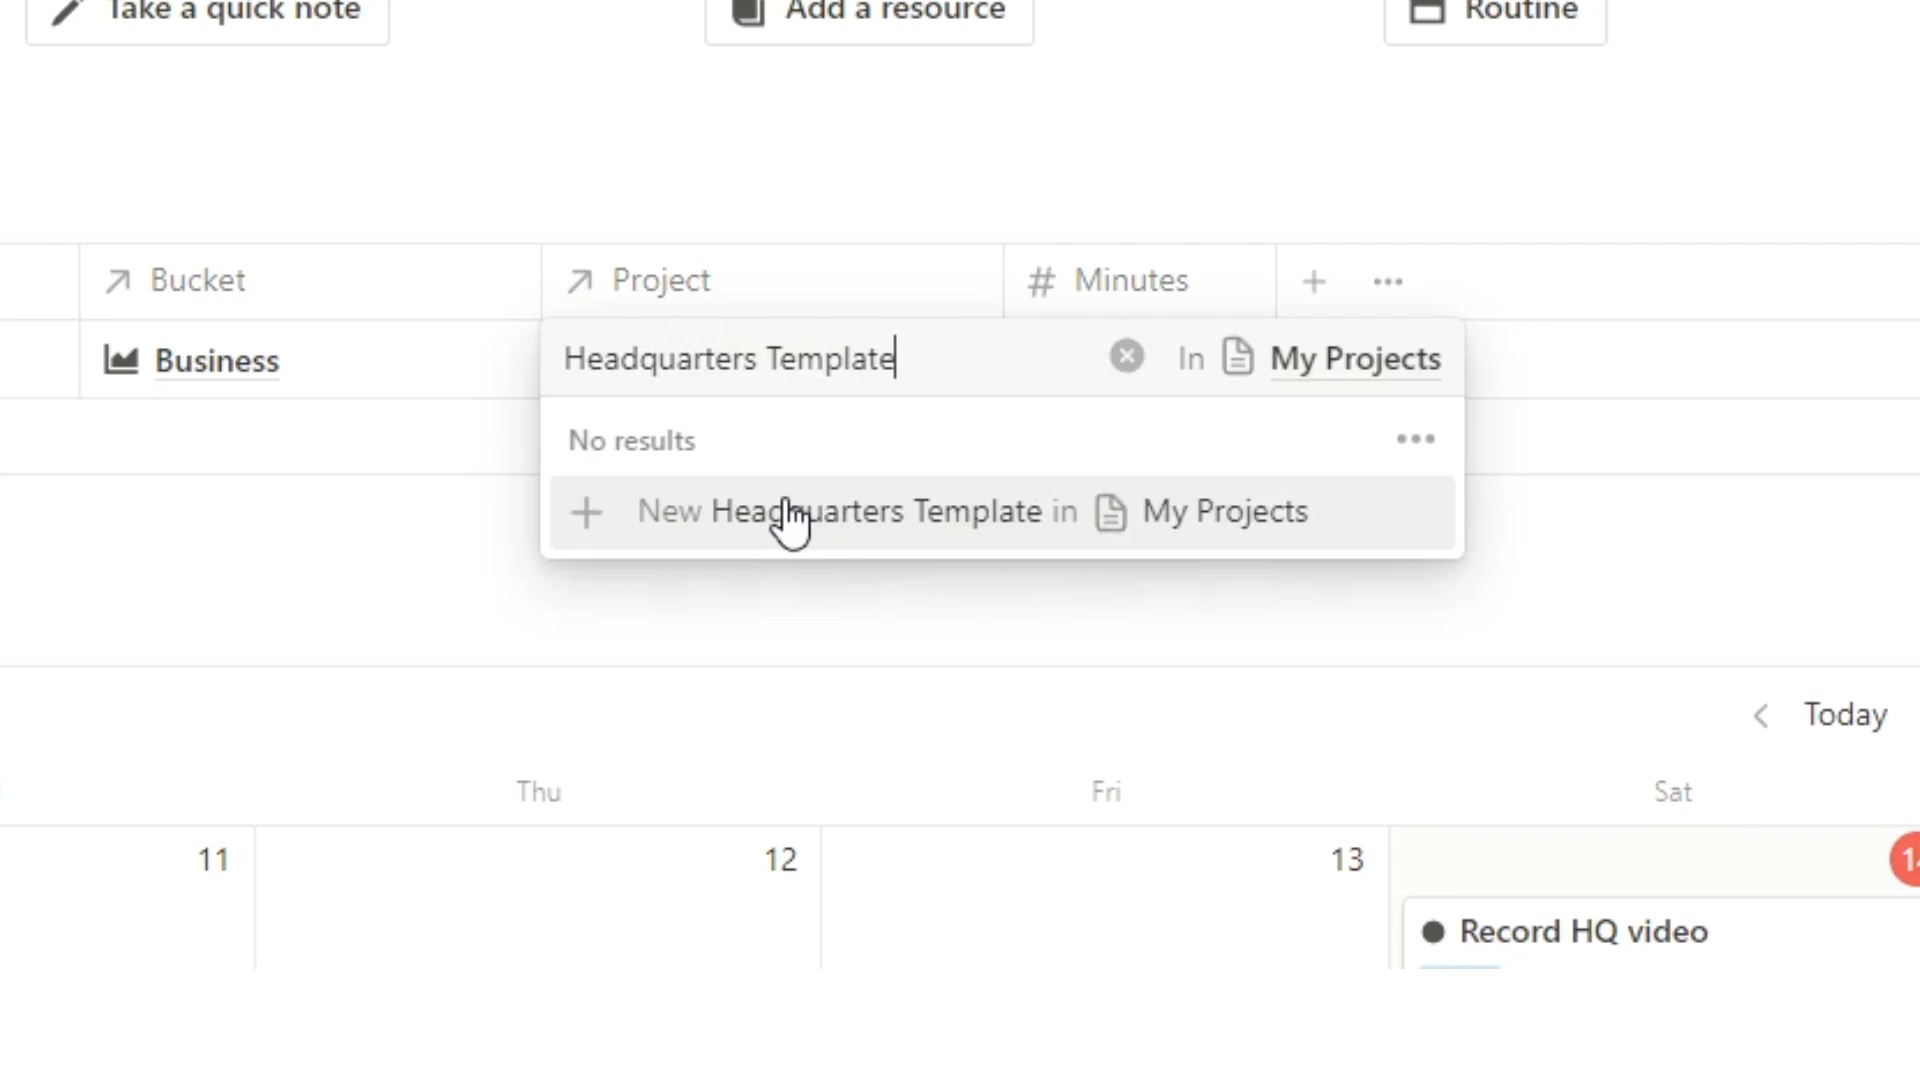 Take a quick note
Add a resource
Routine
Bucket
Project
# Minutes
Business
Headquarters Template
In My Projects
No results
New Headquarters Template in My Projects
Today
Thu
Fri
Sat
11
12
13
Record HQ video